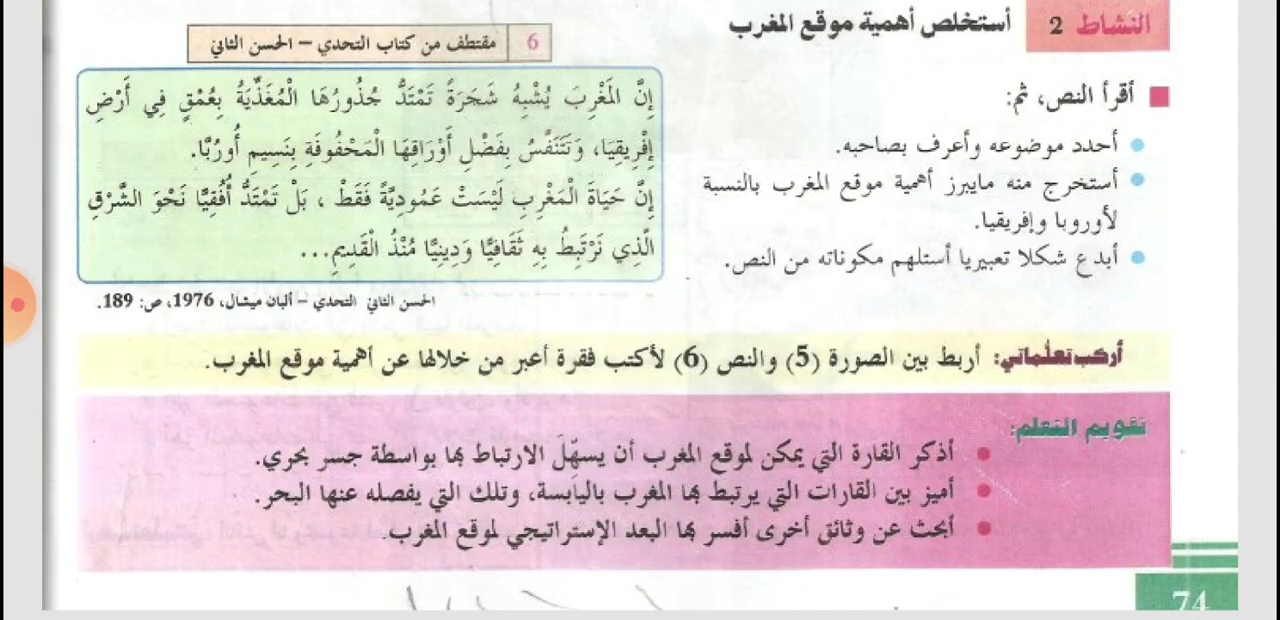 النشاط 2 أستخلص أهمية موقع المغرب
أقرأ النص، ثم:
أحدد موضوعه وأعرف بصاحبه.
أستخرج منه مايبرز أهمية موقع المغرب بالنسبة
لأوروبا وإفريقيا.
أبدع شكلا تعبيريا أستلهم مكوناته من النص.
6 مقتطف من كتاب التحدي – الحسن الثاني
إِنَّ المَغْرِبَ يُشْبِهُ شَجَرَةً تَمْتَدُّ جُذُورُهَا الْمُغَذِّيَةُ بِعُمْقٍ فِي أَرْضِ
إِفْرِيقِيَا، وَتَتَنَفَّسُ بِفَضْلِ أَوْرَاقِهَا الْمَحْفُوفَةِ بِنَسِيمِ أُورُبَّا.
إِنَّ حَيَاةَ الْمَغْرِبِ لَيْسَتْ عَمُودِيَّةً فَقَطْ ، بَلْ تَمْتَدُّ أُفُقِيًّا نَحْوَ الشَّرْقِ
الَّذِي نَرْتَبِطُ بِهِ ثَقَافِيًّا وَدِينِيًّا مُنْذُ الْقَدِيمِ...
الحسن الثاني التحدي – ألبان ميشال، 1976، ص: 189.
أركب تعلماتي: أربط بين الصورة (5) والنص (6) لأكتب فقرة أعبر من خلالها عن أهمية موقع المغرب.
تقويم التعلم:
أذكر القارة التي يمكن لموقع المغرب أن يسهِّلَ الارتباط بها بواسطة جسر بحري.
أميز بين القارات التي يرتبط بها المغرب باليابسة، وتلك التي يفصله عنها البحر.
أبحث عن وثائق أخرى أفسر بها البعد الإستراتيجي لموقع المغرب.
74